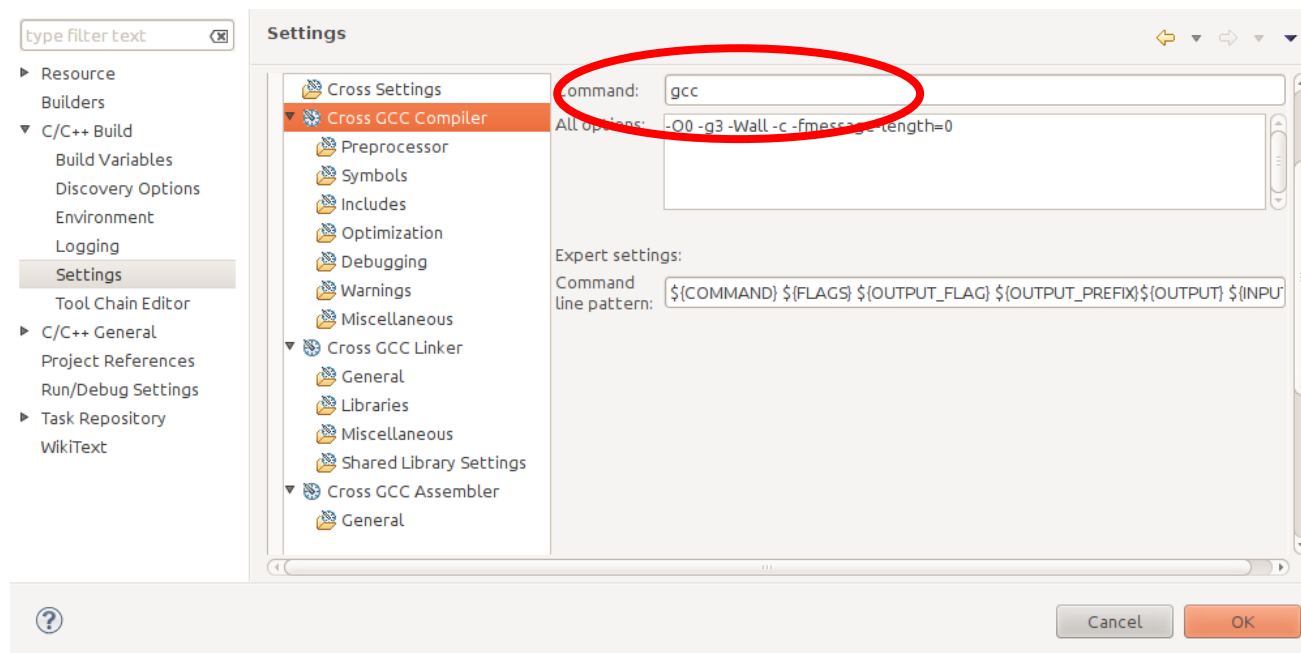 type filter text
Resource
Builders
C/C++ Build
Build Variables
Discovery Options
Environment
Logging
Settings
Tool Chain Editor
C/C++ General
Project References
Run/Debug Settings
Task Repository
WikiText
Settings
Cross Settings
Cross GCC Compiler
Preprocessor
Symbols
Includes
Optimization
Debugging
Warnings
Miscellaneous
Cross GCC Linker
General
Libraries
Miscellaneous
Shared Library Settings
Cross GCC Assembler
General
Command: gcc
All options: -O0 -g3 -Wall -c -fmessage-length=0
Expert settings:
Command
line pattern: ${COMMAND} ${FLAGS} ${OUTPUT_FLAG} ${OUTPUT_PREFIX}${OUTPUT} ${INPU
Cancel
OK